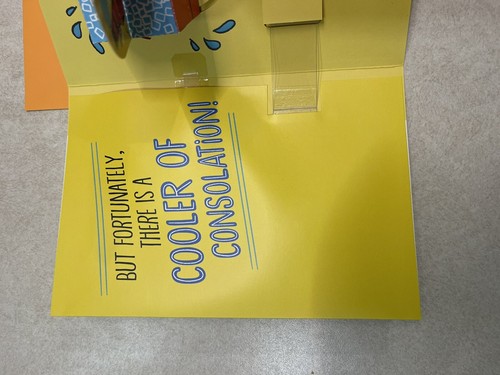 BUT FORTUNATELY,
THERE IS A
COOLER OF
CONSOLATION!